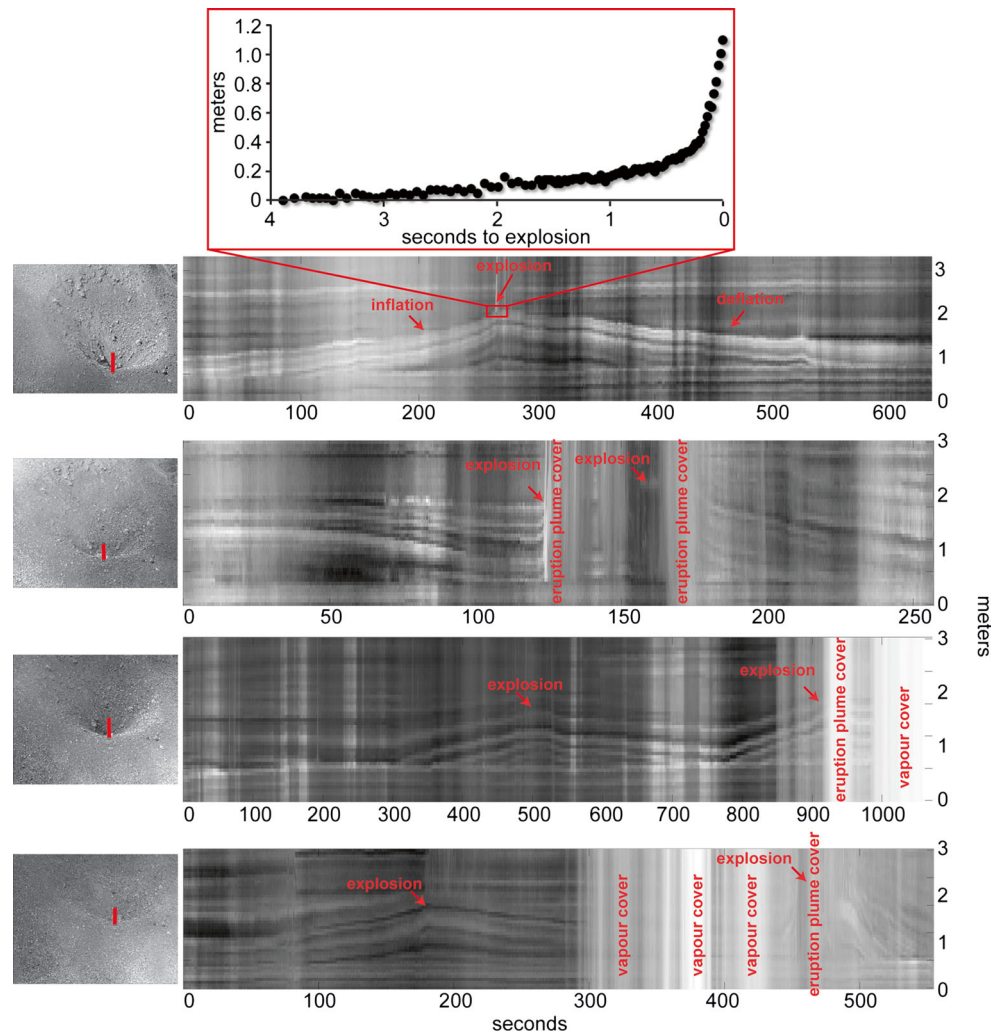 1.2
1.0
0.8
0.6
0.4
0.2
0
meters
4 3 2 1 0
seconds to explosion
explosion
inflation
deflation
3
2
1
0
0 100 200 300 400 500 600
explosion
explosion
eruption plume cover
eruption plume cover
3
2
1
0
0 50 100 150 200 250
meters
explosion
explosion
eruption plume cover
vapour cover
3
2
1
0
0 100 200 300 400 500 600 700 800 900 1000
explosion
explosion
vapour cover
vapour cover
vapour cover
eruption plume cover
3
2
1
0
0 100 200 300 400 500
seconds